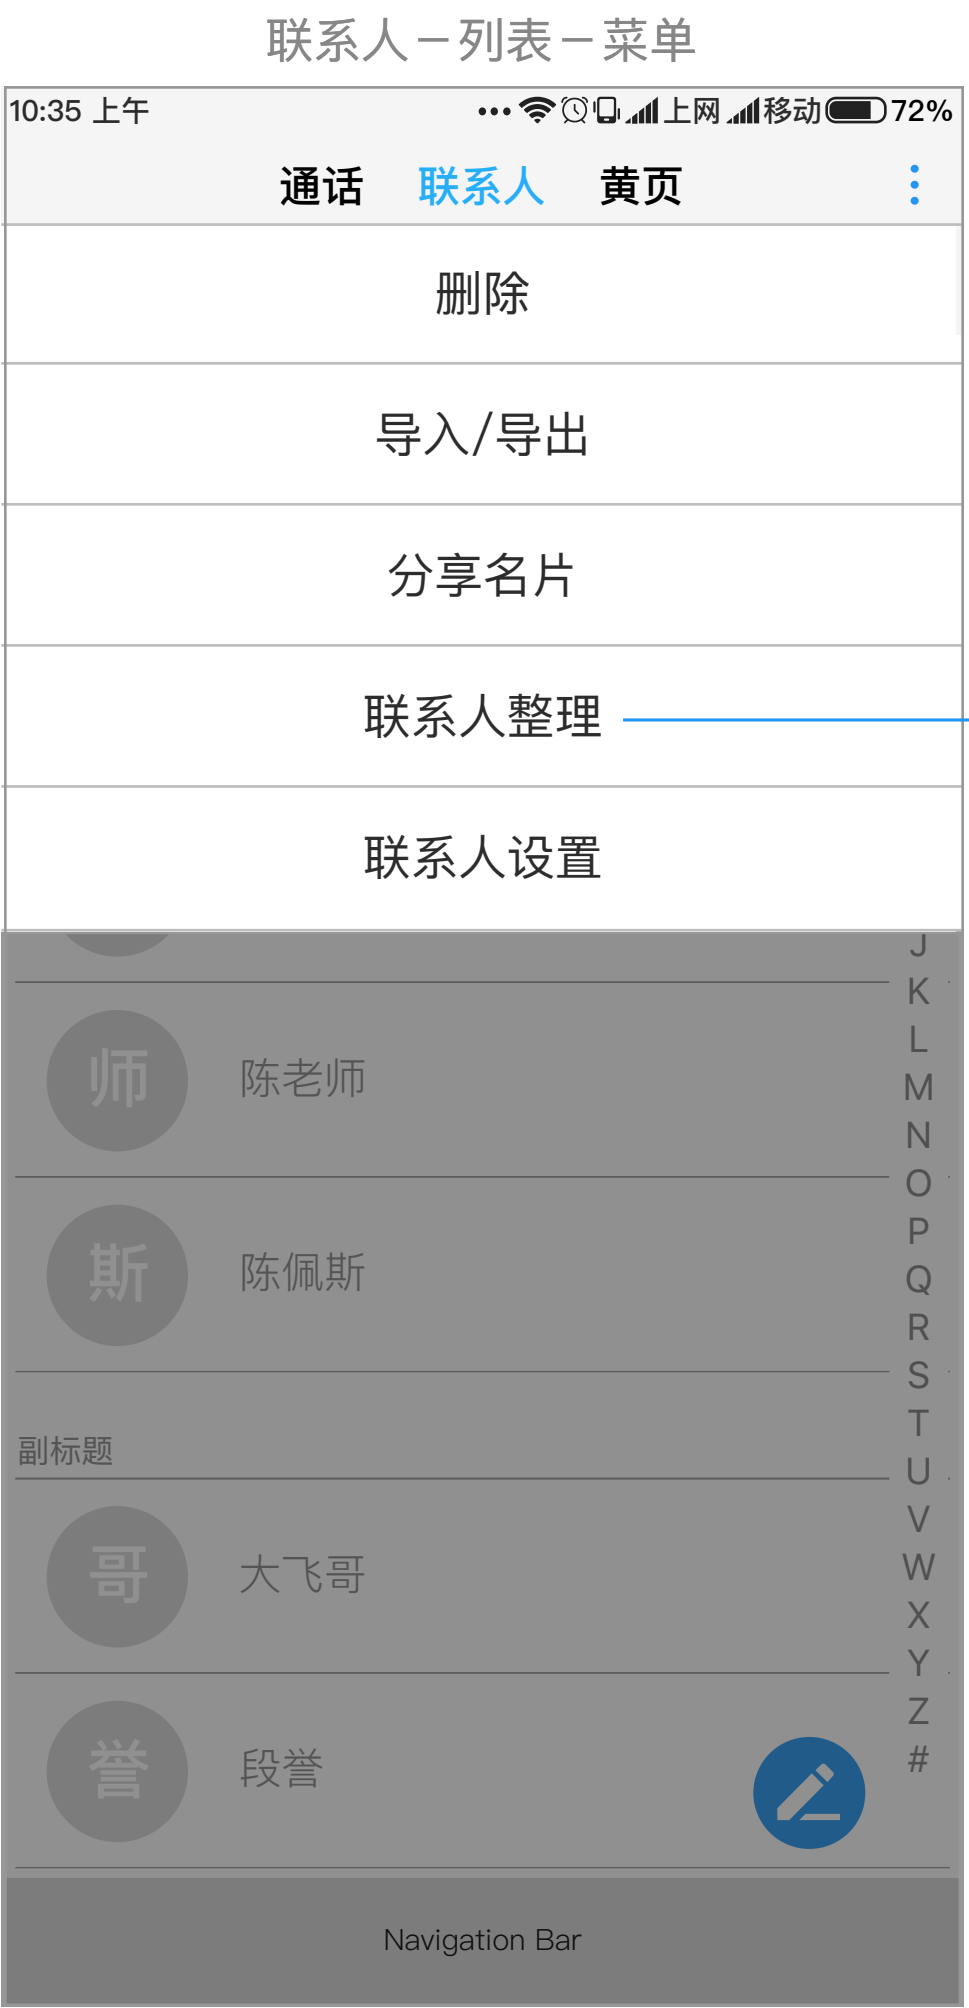 联系人－列表－菜单
10:35 上午 上网 移动 72%
通话 联系人 黄页
删除
导入/导出
分享名片
联系人整理
联系人设置
J
K
L
师 陈老师
M
N
O
P
斯 陈佩斯
Q
R
S
T
副标题
U
V
哥 大飞哥
W
X
Y
Z
誉 段誉
#
Navigation Bar